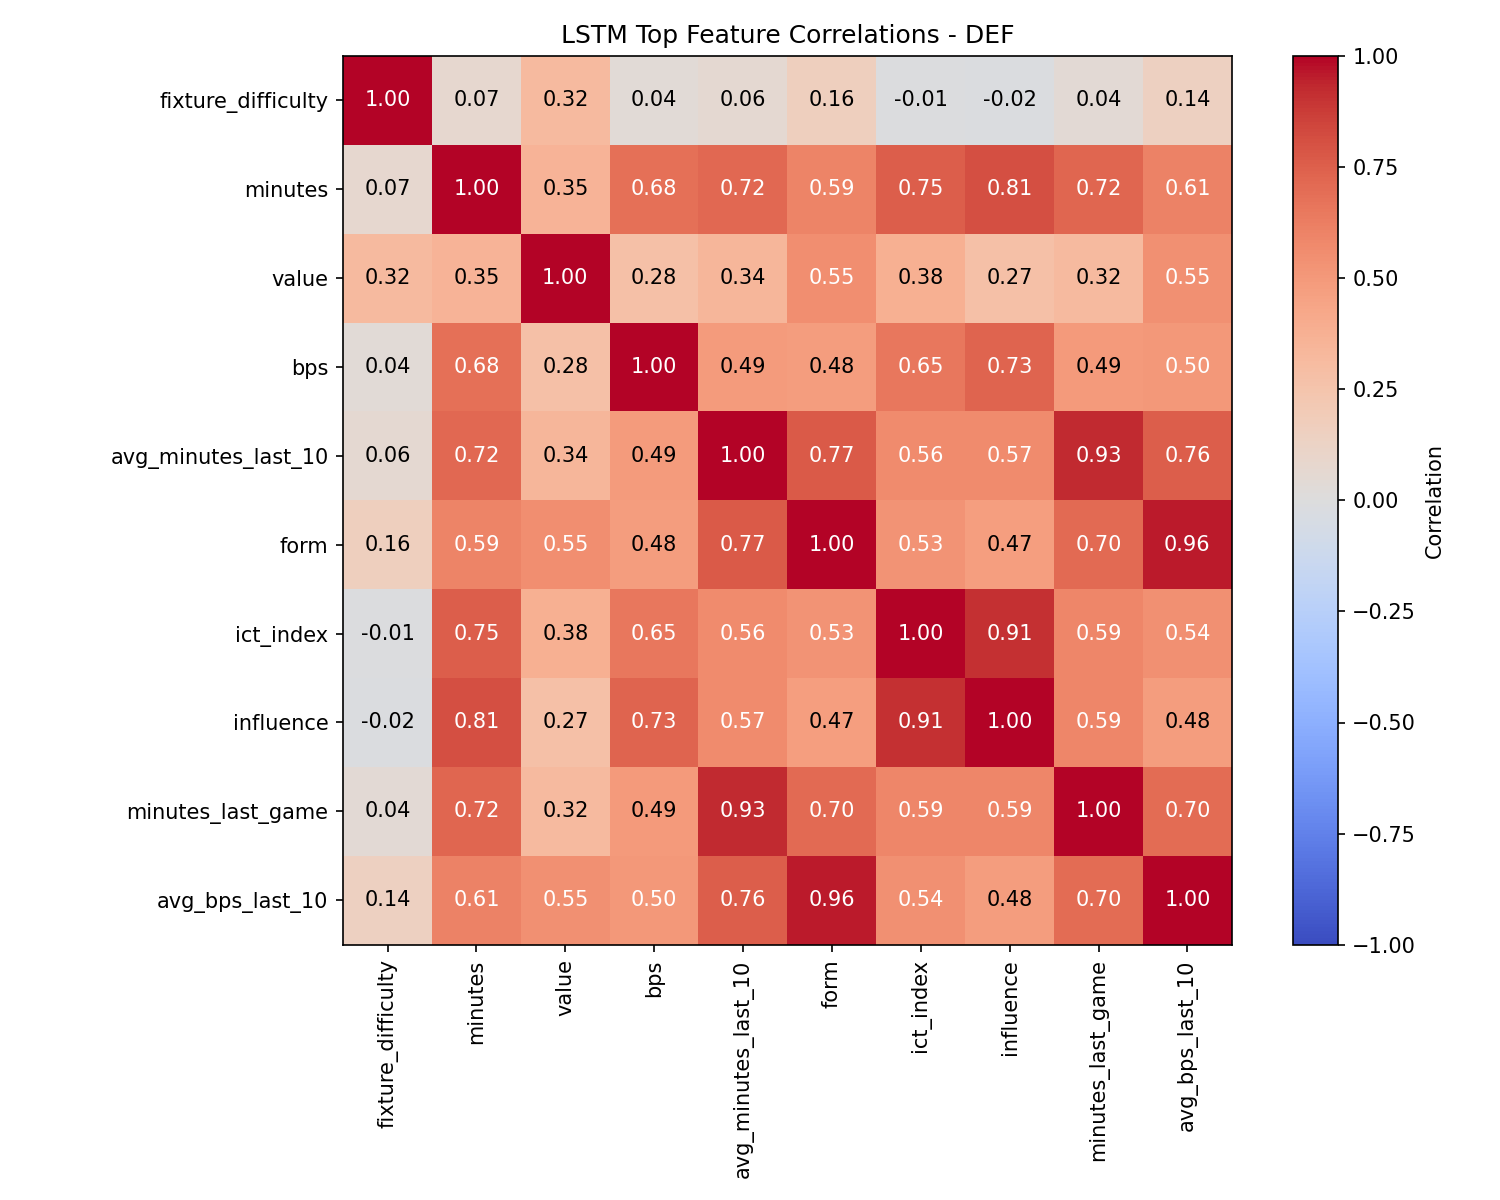 LSTM Top Feature Correlations - DEF
fixture_difficulty 1.00 0.07 0.32 0.04 0.06 0.16 -0.01 -0.02 0.04 0.14
minutes 0.07 1.00 0.35 0.68 0.72 0.59 0.75 0.81 0.72 0.61
value 0.32 0.35 1.00 0.28 0.34 0.55 0.38 0.27 0.32 0.55
bps 0.04 0.68 0.28 1.00 0.49 0.48 0.65 0.73 0.49 0.50
avg_minutes_last_10 0.06 0.72 0.34 0.49 1.00 0.77 0.56 0.57 0.93 0.76
form 0.16 0.59 0.55 0.48 0.77 1.00 0.53 0.47 0.70 0.96
ict_index -0.01 0.75 0.38 0.65 0.56 0.53 1.00 0.91 0.59 0.54
influence -0.02 0.81 0.27 0.73 0.57 0.47 0.91 1.00 0.59 0.48
minutes_last_game 0.04 0.72 0.32 0.49 0.93 0.70 0.59 0.59 1.00 0.70
avg_bps_last_10 0.14 0.61 0.55 0.50 0.76 0.96 0.54 0.48 0.70 1.00
fixture_difficulty
minutes
value
bps
avg_minutes_last_10
form
ict_index
influence
minutes_last_game
avg_bps_last_10
1.00
0.75
0.50
0.25
0.00
−0.25
−0.50
−0.75
−1.00
Correlation